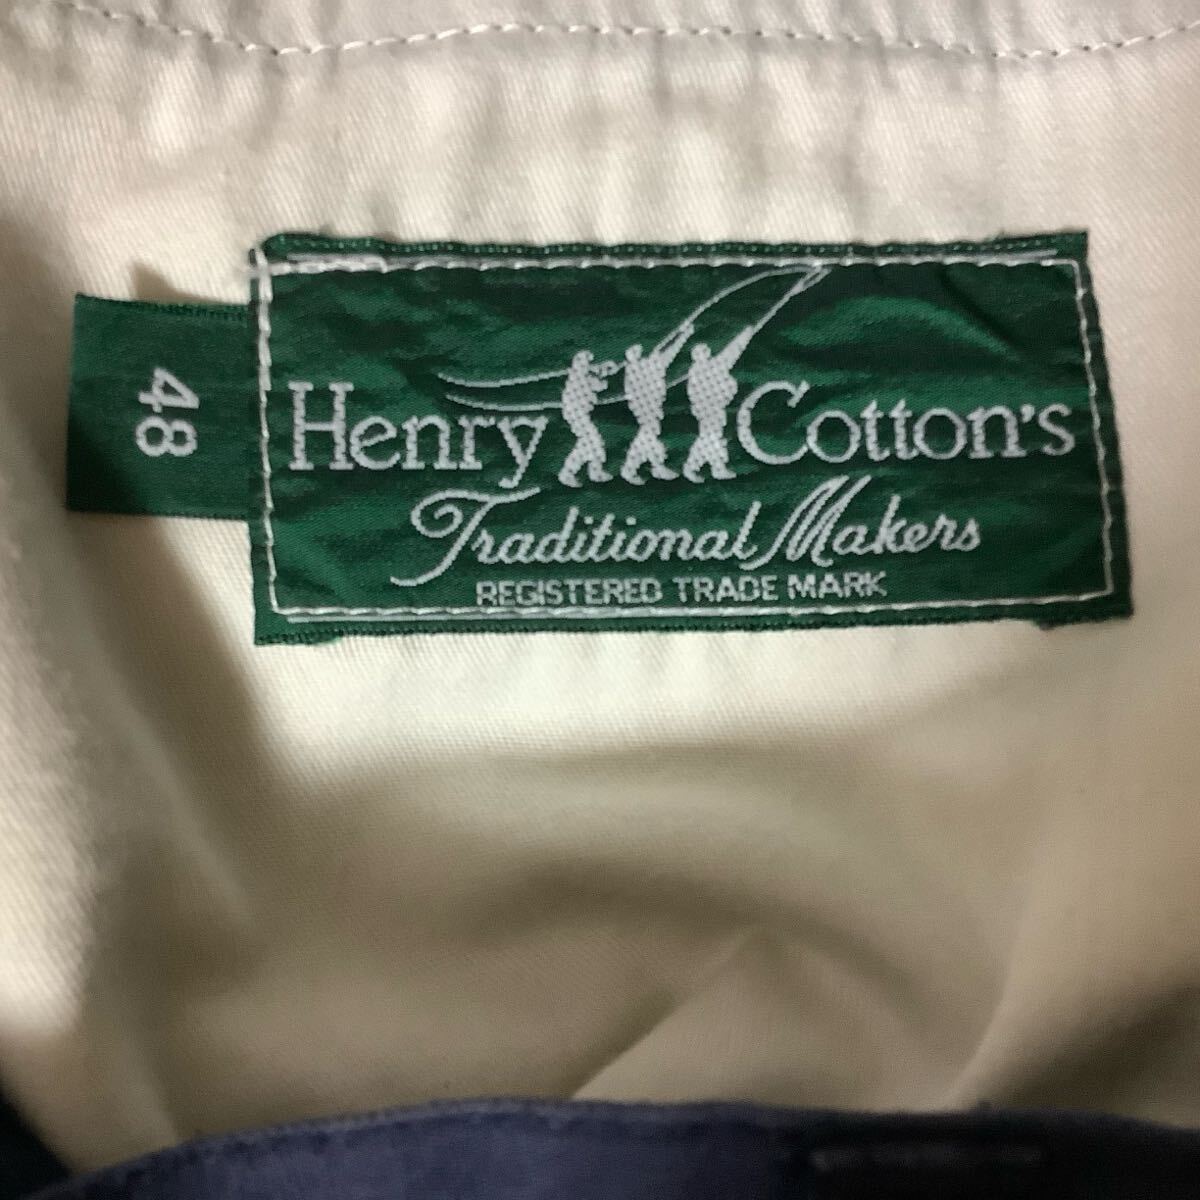 48
Henry Cotton's
Traditional Makers
REGISTERED TRADE MARK